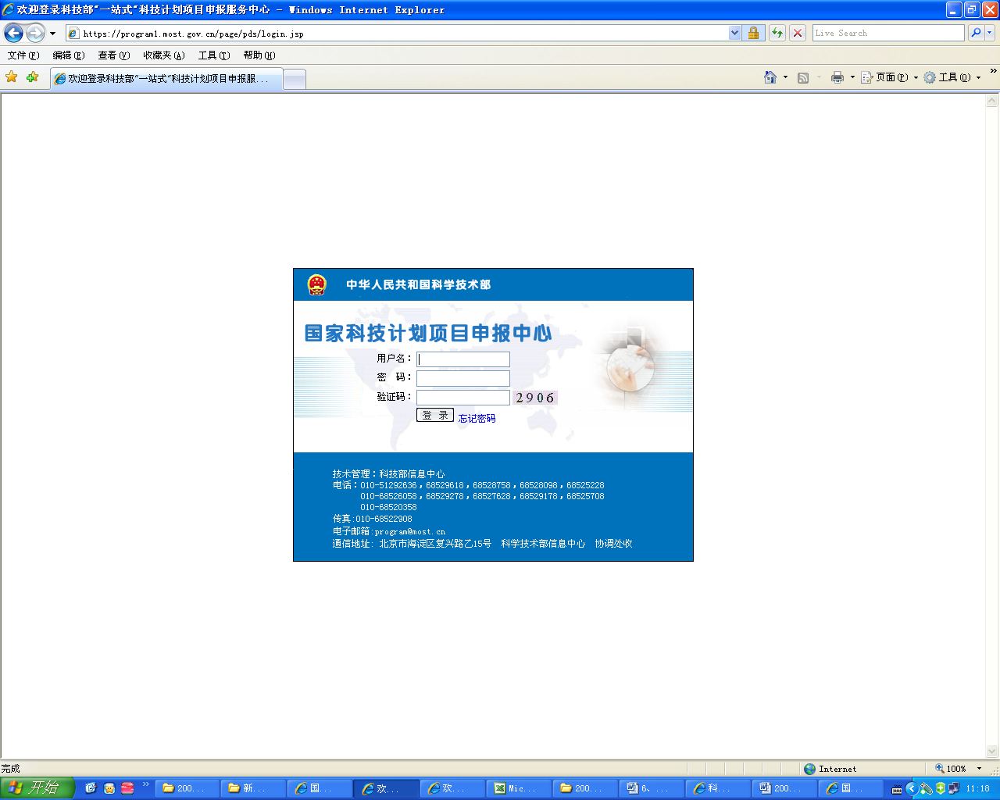 欢迎登录科技部“一站式”科技计划项目申报服务中心 - Windows Internet Explorer
https://program1.most.gov.cn/page/pds/login.jsp
Live Search
文件(F) 编辑(E) 查看(V) 收藏夹(A) 工具(T) 帮助(H)
欢迎登录科技部“一站式”科技计划项目申报服...
页面(P) 工具(O)
中华人民共和国科学技术部
国家科技计划项目申报中心
用户名：
密 码：
验证码： 2906
登 录 忘记密码
技术管理：科技部信息中心
电话：010-51292636，68529618，68528758，68528098，68525228
010-68526058，68529278，68527628，68529178，68525708
010-68520358
传真:010-68522908
电子邮箱:program@most.cn
通信地址: 北京市海淀区复兴路乙15号 科学技术部信息中心 协调处收
完成 Internet 100%
开始 200... 新... 国... 欢... 欢... Mic... 200... 6、... 科... 200... 国... 11:18